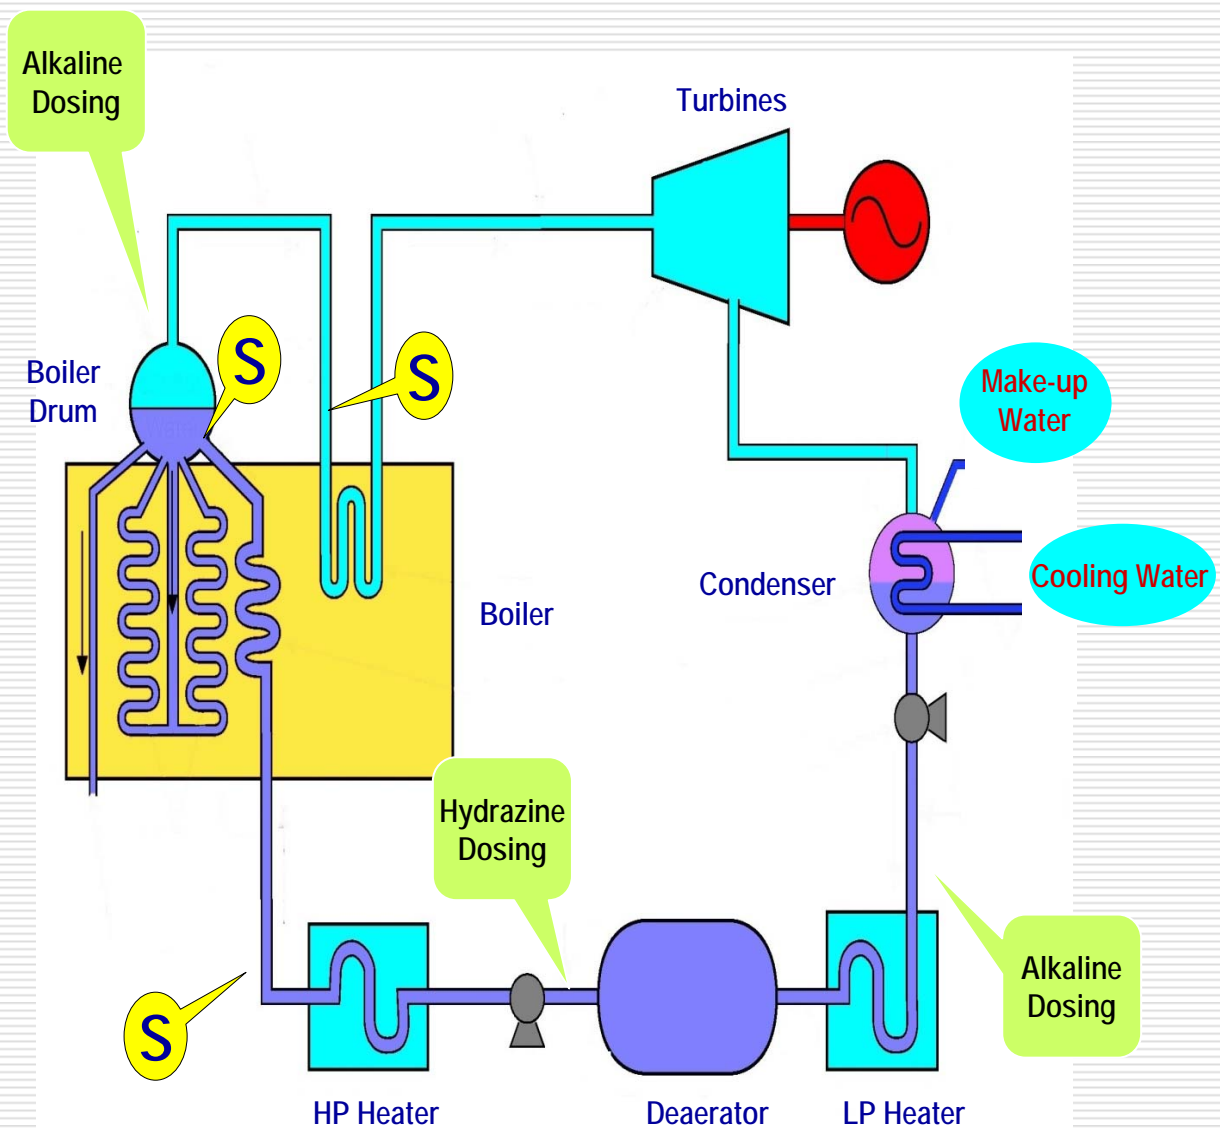 Alkaline
Dosing
Turbines
S
S
Boiler
Drum
Make-up
Water
Condenser
Cooling Water
Boiler
Hydrazine
Dosing
Alkaline
Dosing
S
HP Heater
Deaerator
LP Heater